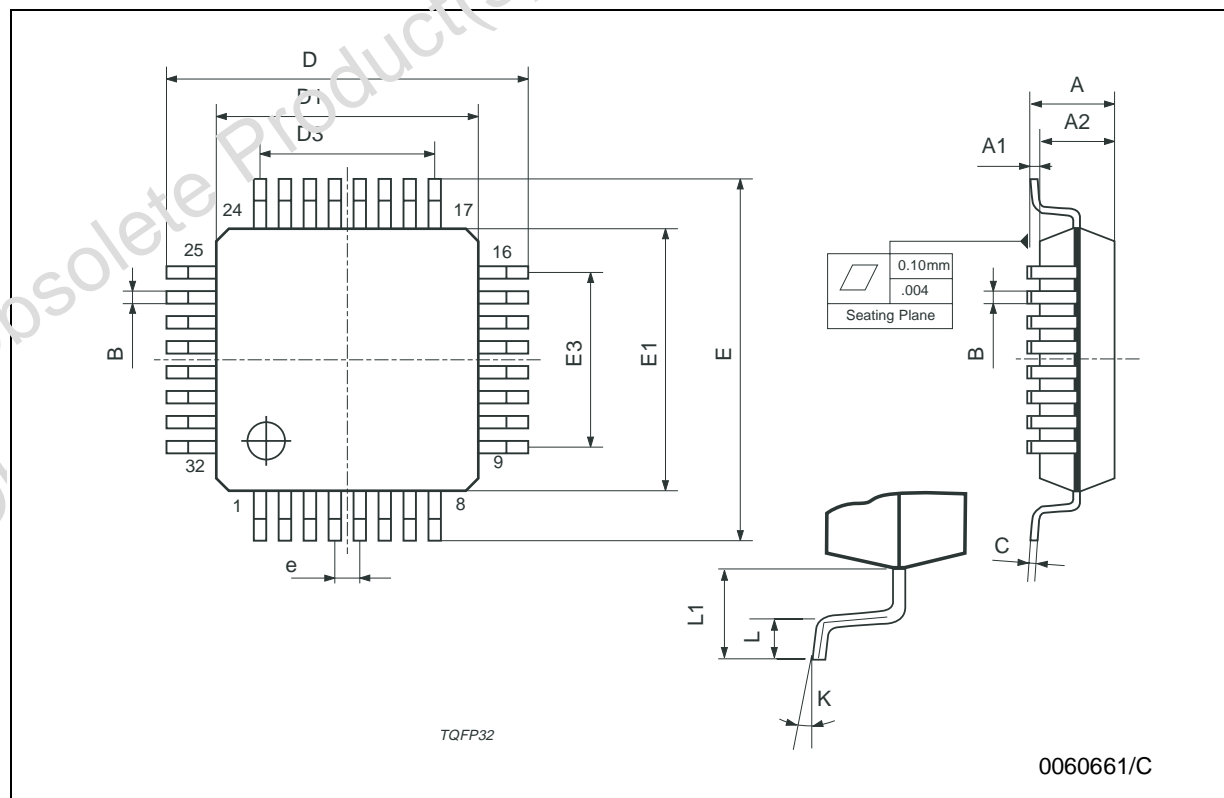 Obsolete Product(s)
D
D1
D3
A
A2
A1
24
17
25
16
0.10mm
.004
Seating Plane
B
E3
E1
E
B
32
9
1
8
e
C
L1
L
K
TQFP32
0060661/C